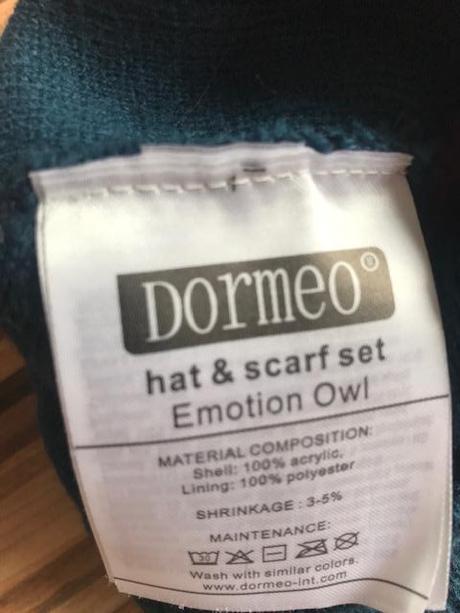 Dormeo®
hat & scarf set
Emotion Owl
MATERIAL COMPOSITION:
Shell: 100% acrylic.
Lining: 100% polyester
SHRINKAGE : 3-5%
MAINTENANCE:
30
Wash with similar colors.
www.dormeo-int.com